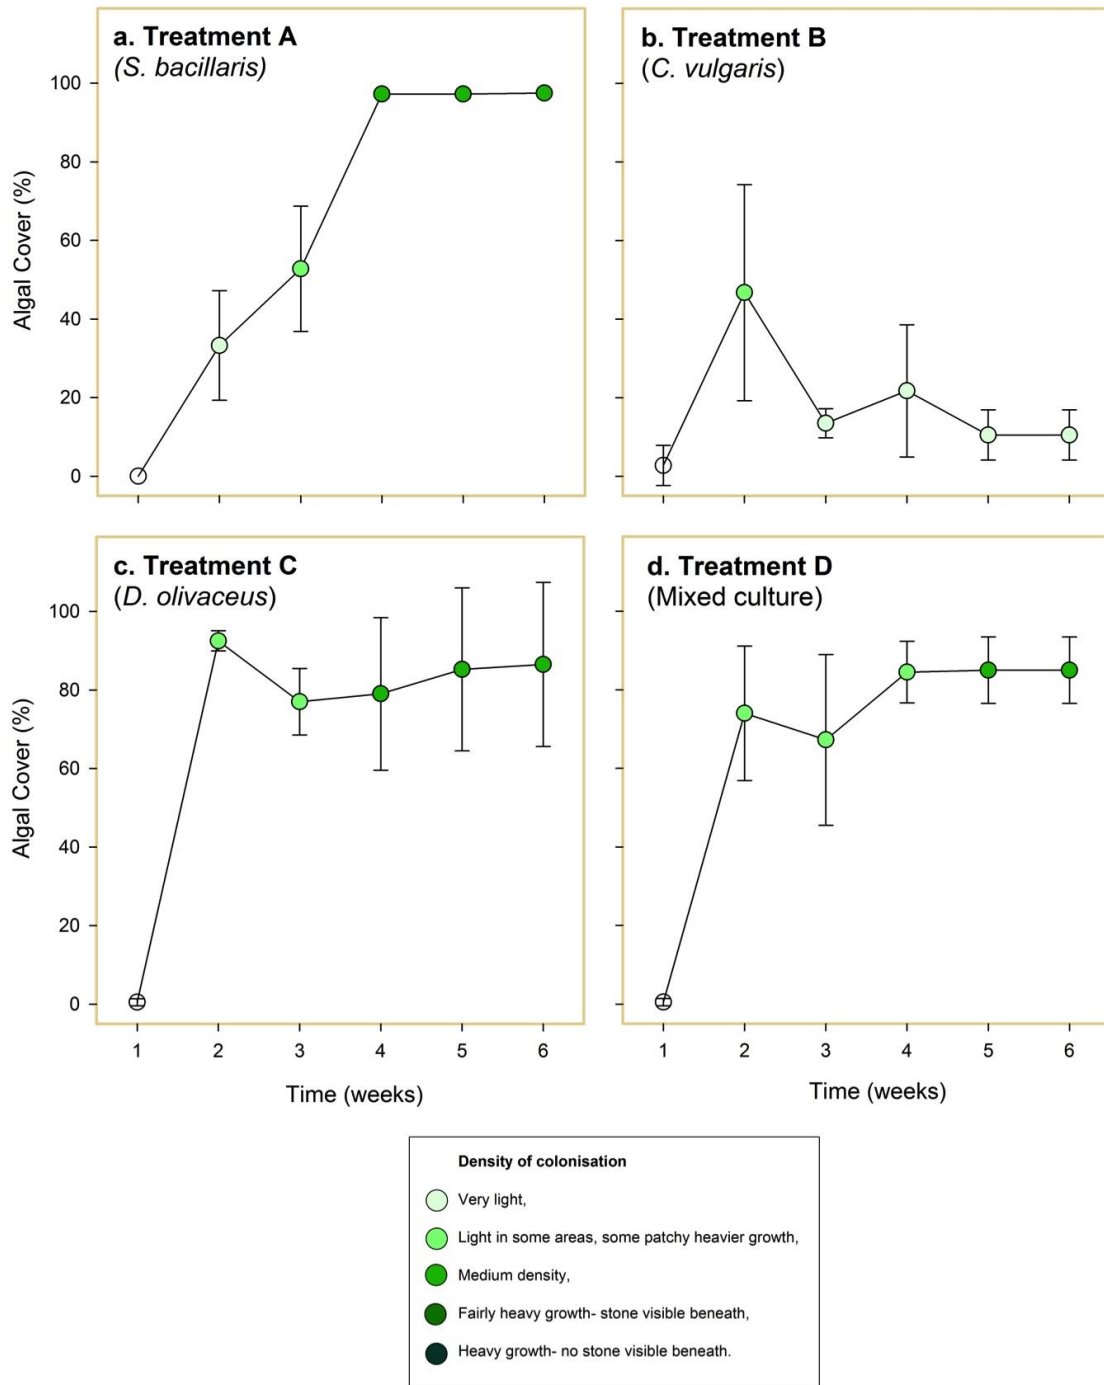 a. Treatment A
(S. bacillaris)
b. Treatment B
(C. vulgaris)
100
80
60
40
20
0
Algal Cover (%)
c. Treatment C
(D. olivaceus)
d. Treatment D
(Mixed culture)
100
80
60
40
20
0
Algal Cover (%)
1 2 3 4 5 6
1 2 3 4 5 6
Time (weeks)
Time (weeks)
Density of colonisation
Very light,
Light in some areas, some patchy heavier growth,
Medium density,
Fairly heavy growth- stone visible beneath,
Heavy growth- no stone visible beneath.